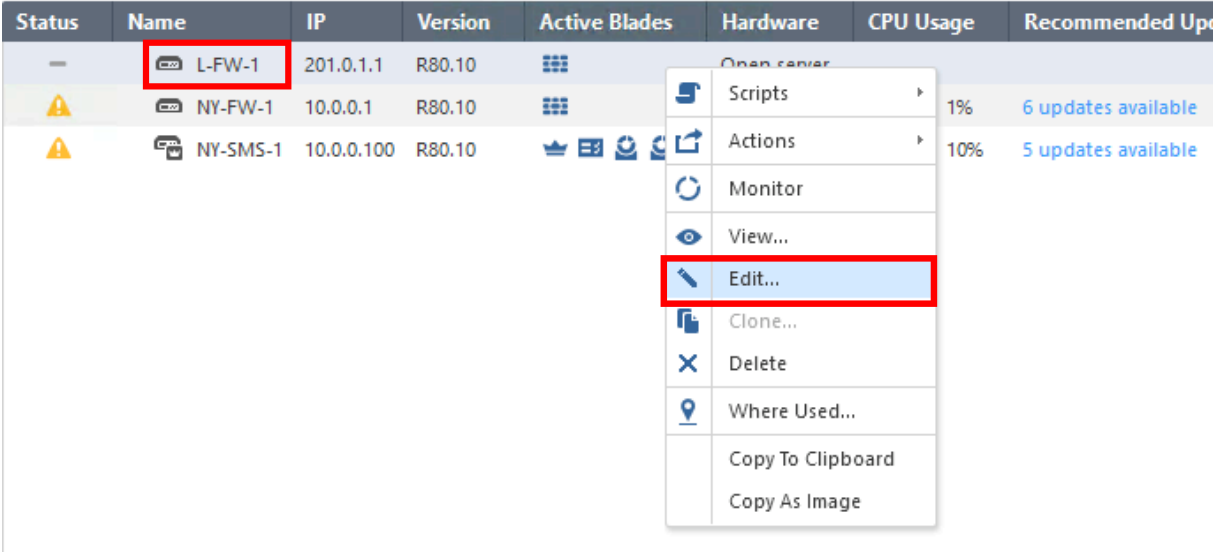 Status Name IP Version Active Blades Hardware CPU Usage Recommended Upd
L-FW-1 201.0.1.1 R80.10 Open server
NY-FW-1 10.0.0.1 R80.10 1% 6 updates available
NY-SMS-1 10.0.0.100 R80.10 10% 5 updates available
Scripts
Actions
Monitor
View...
Edit...
Clone...
Delete
Where Used...
Copy To Clipboard
Copy As Image